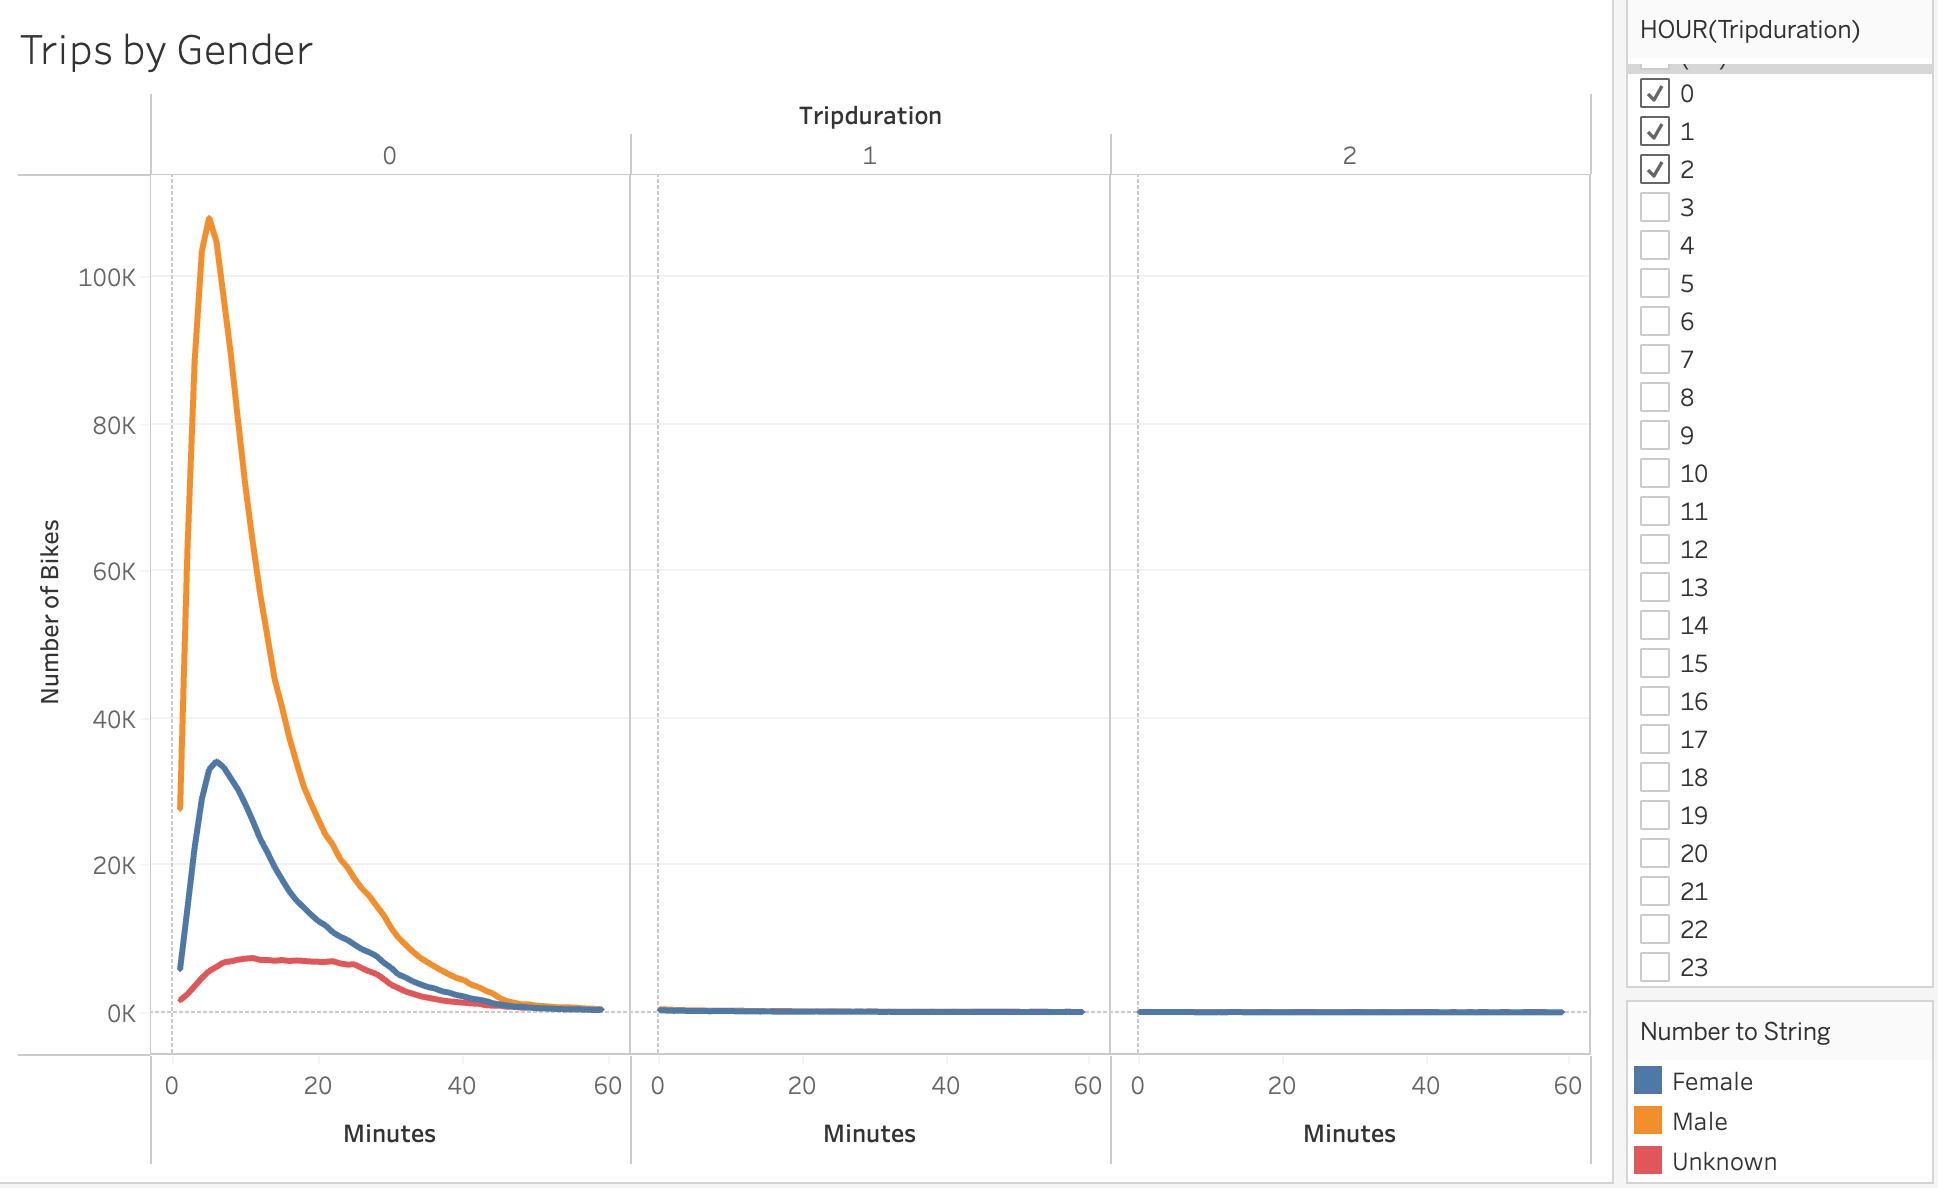 Trips by Gender
Tripduration
0 1 2
Number of Bikes
100K
80K
60K
40K
20K
0K
0 20 40 60 0 20 40 60 0 20 40 60
Minutes Minutes Minutes
HOUR(Tripduration)
0
1
2
3
4
5
6
7
8
9
10
11
12
13
14
15
16
17
18
19
20
21
22
23
Number to String
Female
Male
Unknown